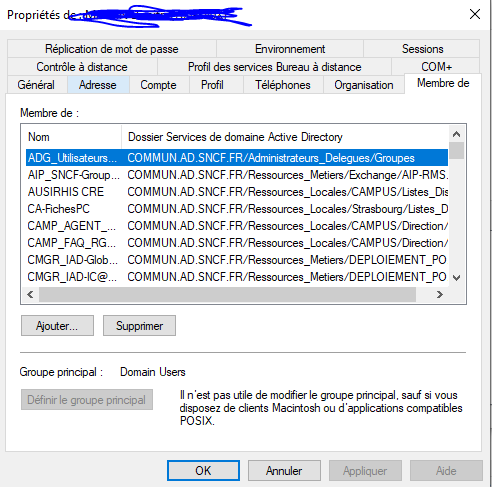 Propriétés de
Réplication de mot de passe Environnement Sessions
Contrôle à distance Profil des services Bureau à distance COM+
Général Adresse Compte Profil Téléphones Organisation Membre de
Membre de :
Nom Dossier Services de domaine Active Directory
ADG_Utilisateurs... COMMUN.AD.SNCF.FR/Administrateurs_Delegues/Groupes
AIP_SNCF-Group... COMMUN.AD.SNCF.FR/Ressources_Metiers/Exchange/AIP-RMS.
AUSIRHIS CRE COMMUN.AD.SNCF.FR/Ressources_Locales/CAMPUS/Listes_Dis
CA-FichesPC COMMUN.AD.SNCF.FR/Ressources_Locales/Strasbourg/Listes_D
CAMP_AGENT_... COMMUN.AD.SNCF.FR/Ressources_Locales/CAMPUS/Direction/
CAMP_FAQ_RG... COMMUN.AD.SNCF.FR/Ressources_Locales/CAMPUS/Direction/
CMGR_IAD-Glob... COMMUN.AD.SNCF.FR/Ressources_Metiers/DEPLOIEMENT_PO
CMGR_IAD-IC@... COMMUN.AD.SNCF.FR/Ressources_Metiers/DEPLOIEMENT_PO
Ajouter... Supprimer
Groupe principal : Domain Users
Définir le groupe principal
Il n'est pas utile de modifier le groupe principal, sauf si vous
disposez de clients Macintosh ou d'applications compatibles
POSIX.
OK Annuler Appliquer Aide